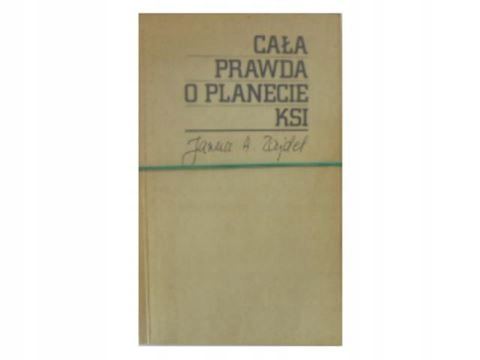 CAŁA
PRAWDA
O PLANECIE
KSI
Janusz A. Zajdel